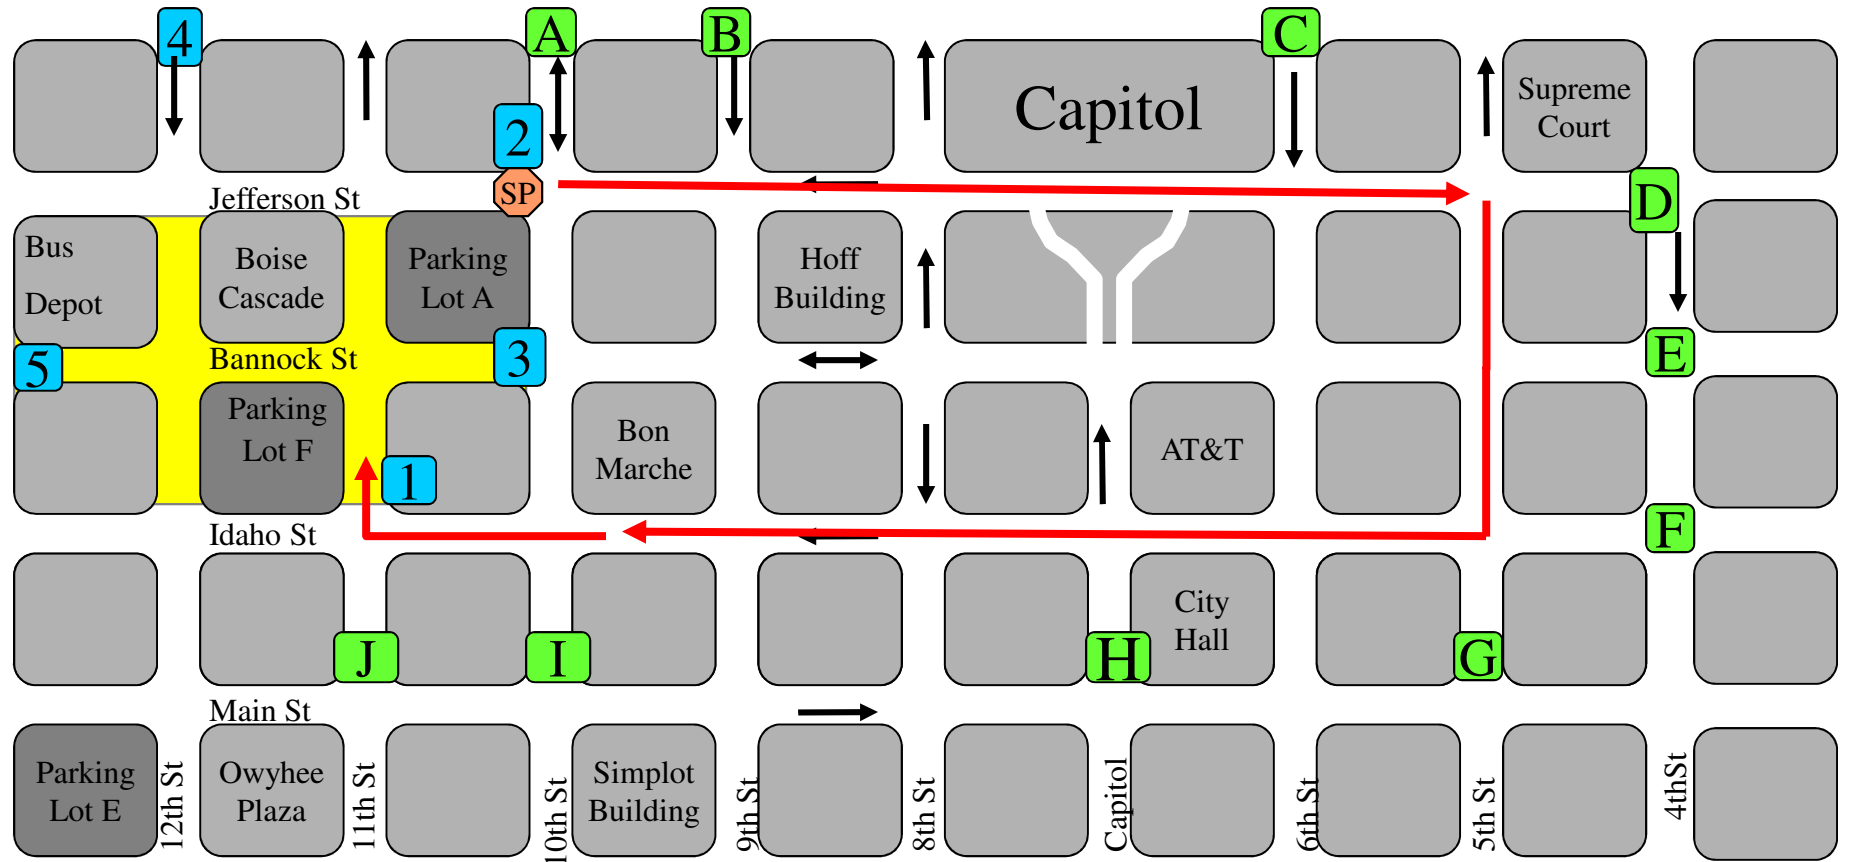 4
A
B
C
Capitol
Supreme
Court
2
SP
Jefferson St
D
Bus
Depot
Boise
Cascade
Parking
Lot A
Hoff
Building
5
Bannock St
3
E
Parking
Lot F
1
Bon
Marche
AT&T
Idaho St
F
City
Hall
J
I
H
G
Main St
Parking
Lot E
12th St
Owyhee
Plaza
11th St
10th St
Simplot
Building
9th St
8th St
Capitol
6th St
5th St
4thSt